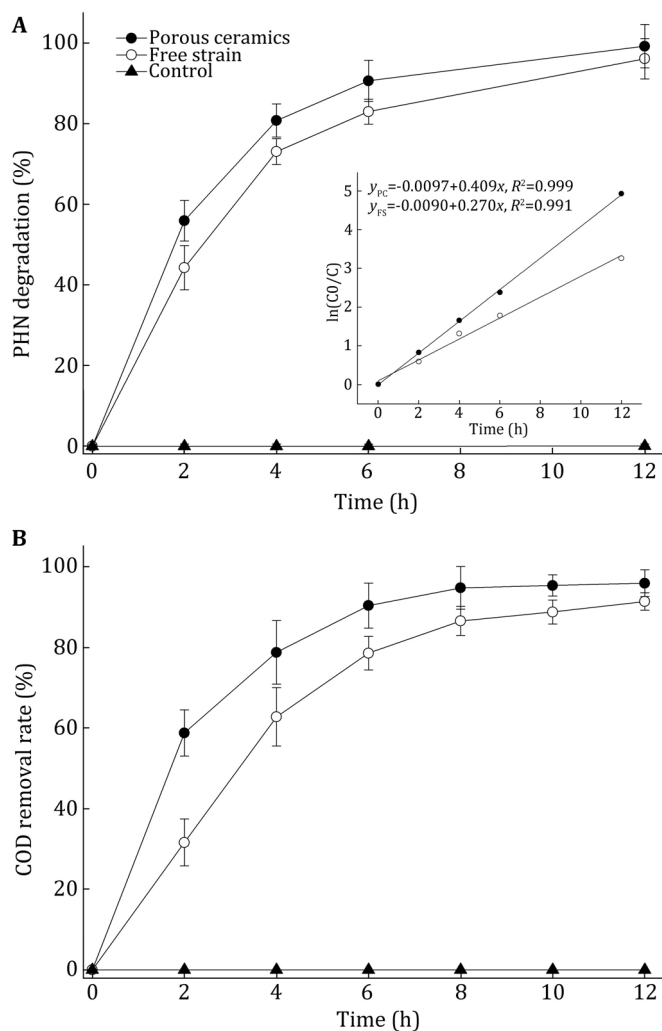 A
Porous ceramics
Free strain
Control
100
80
60
40
20
0
PHN degradation (%)
0 2 4 6 8 10 12
Time (h)
y_PC=-0.0097+0.409x, R²=0.999
y_FS=-0.0090+0.270x, R²=0.991
5
4
3
2
1
0
ln(C0/C)
0 2 4 6 8 10 12
Time (h)
B
100
80
60
40
20
0
COD removal rate (%)
0 2 4 6 8 10 12
Time (h)